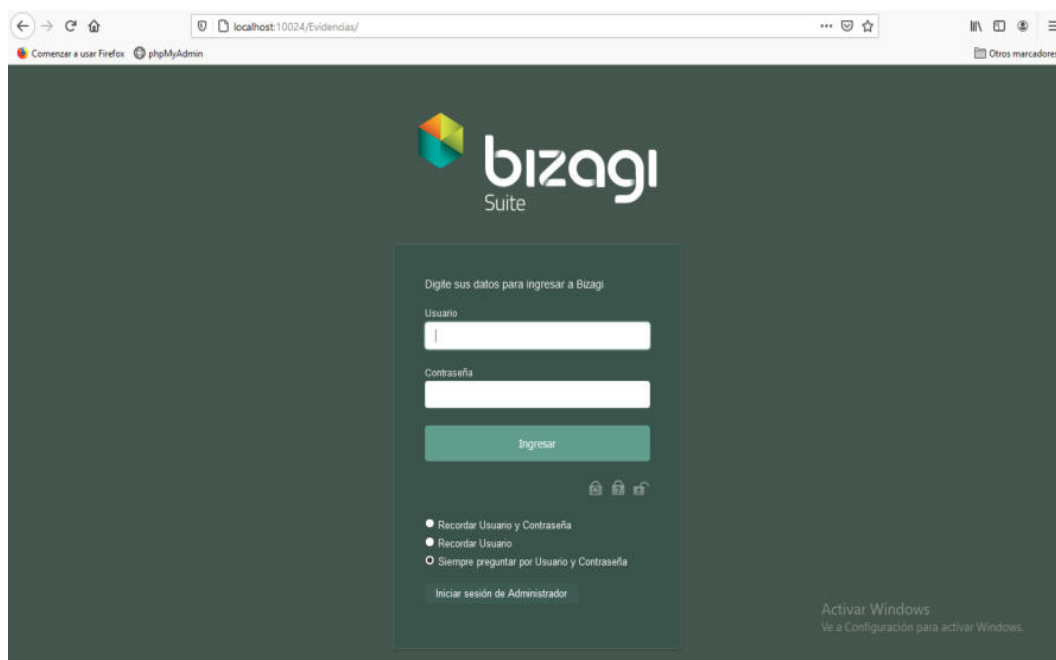 localhost:10024/Evidencias/
Comenzar a usar Firefox phpMyAdmin Otros marcadores
bizagi
Suite
Digite sus datos para ingresar a Bizagi
Usuario
Contraseña
Ingresar
Recordar Usuario y Contraseña
Recordar Usuario
Siempre preguntar por Usuario y Contraseña
Iniciar sesión de Administrador
Activar Windows
Ve a Configuración para activar Windows.